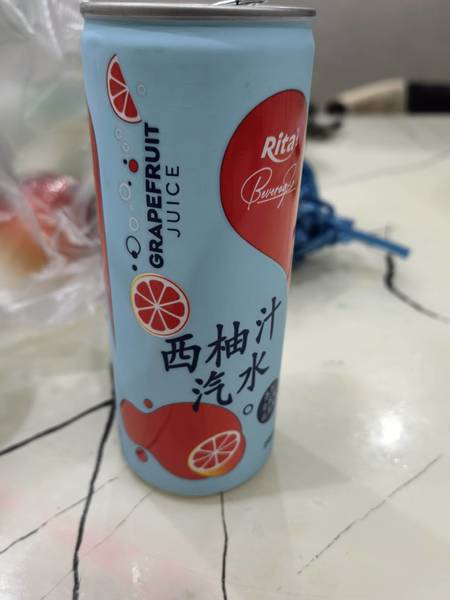 Rita
Beverage
GRAPEFRUIT
JUICE
西柚汁
汽水